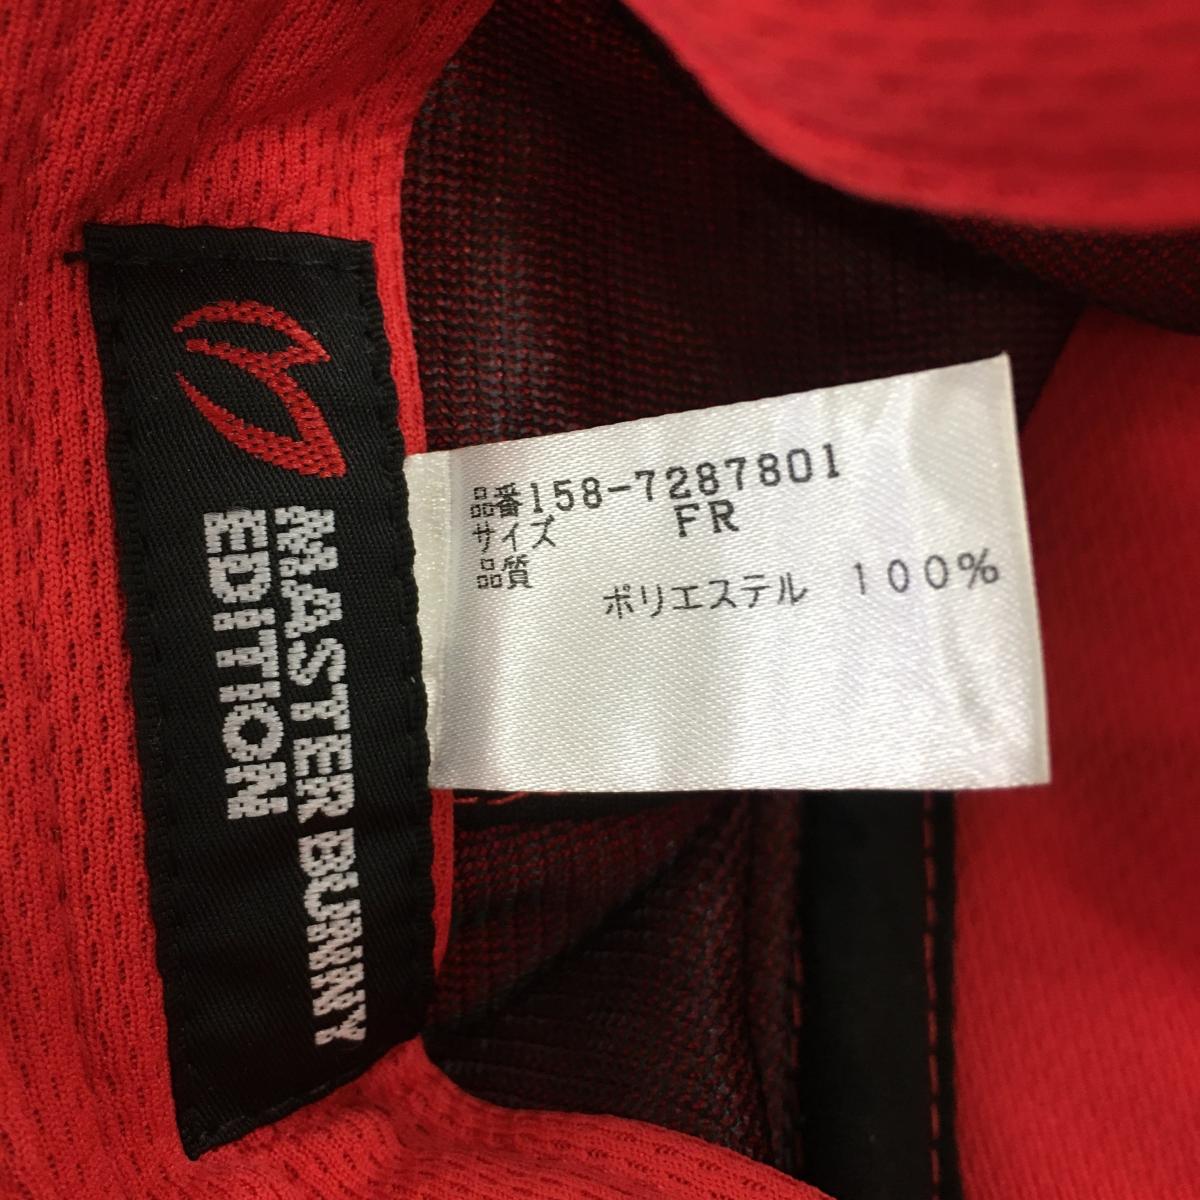 MASTER BUNNY
EDITION
品番158-7287801
サイズ FR
品質
ポリエステル 100%